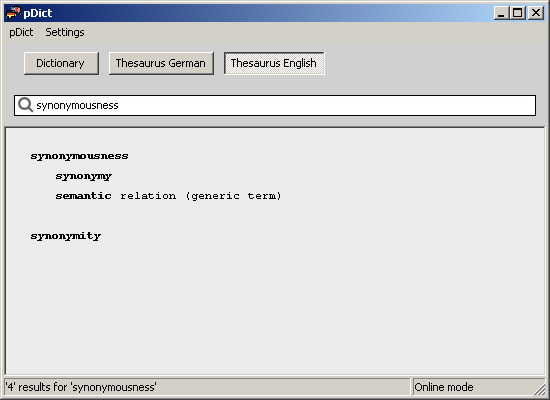 pDict
pDict Settings
Dictionary Thesaurus German Thesaurus English
synonymousness
synonymousness
synonymy
semantic relation (generic term)
synonymity
'4' results for 'synonymousness' Online mode